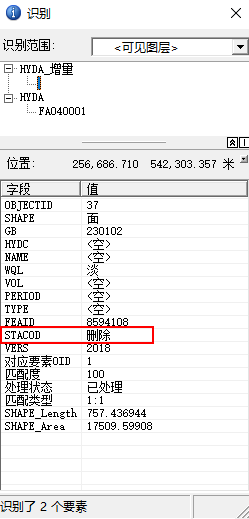 识别
识别范围: <可见图层>
HYDA_增量
HYDA
FA040001
位置: 256,686.710 542,303.357 米
字段 值
OBJECTID 37
SHAPE 面
GB 230102
HYDC <空>
NAME <空>
WQL 淡
VOL <空>
PERIOD <空>
TYPE <空>
FEAID 8594108
STACOD 删除
VERS 2018
对应要素OID 1
匹配度 100
处理状态 已处理
匹配类型 1:1
SHAPE_Length 757.436944
SHAPE_Area 17509.59908
识别了 2 个要素